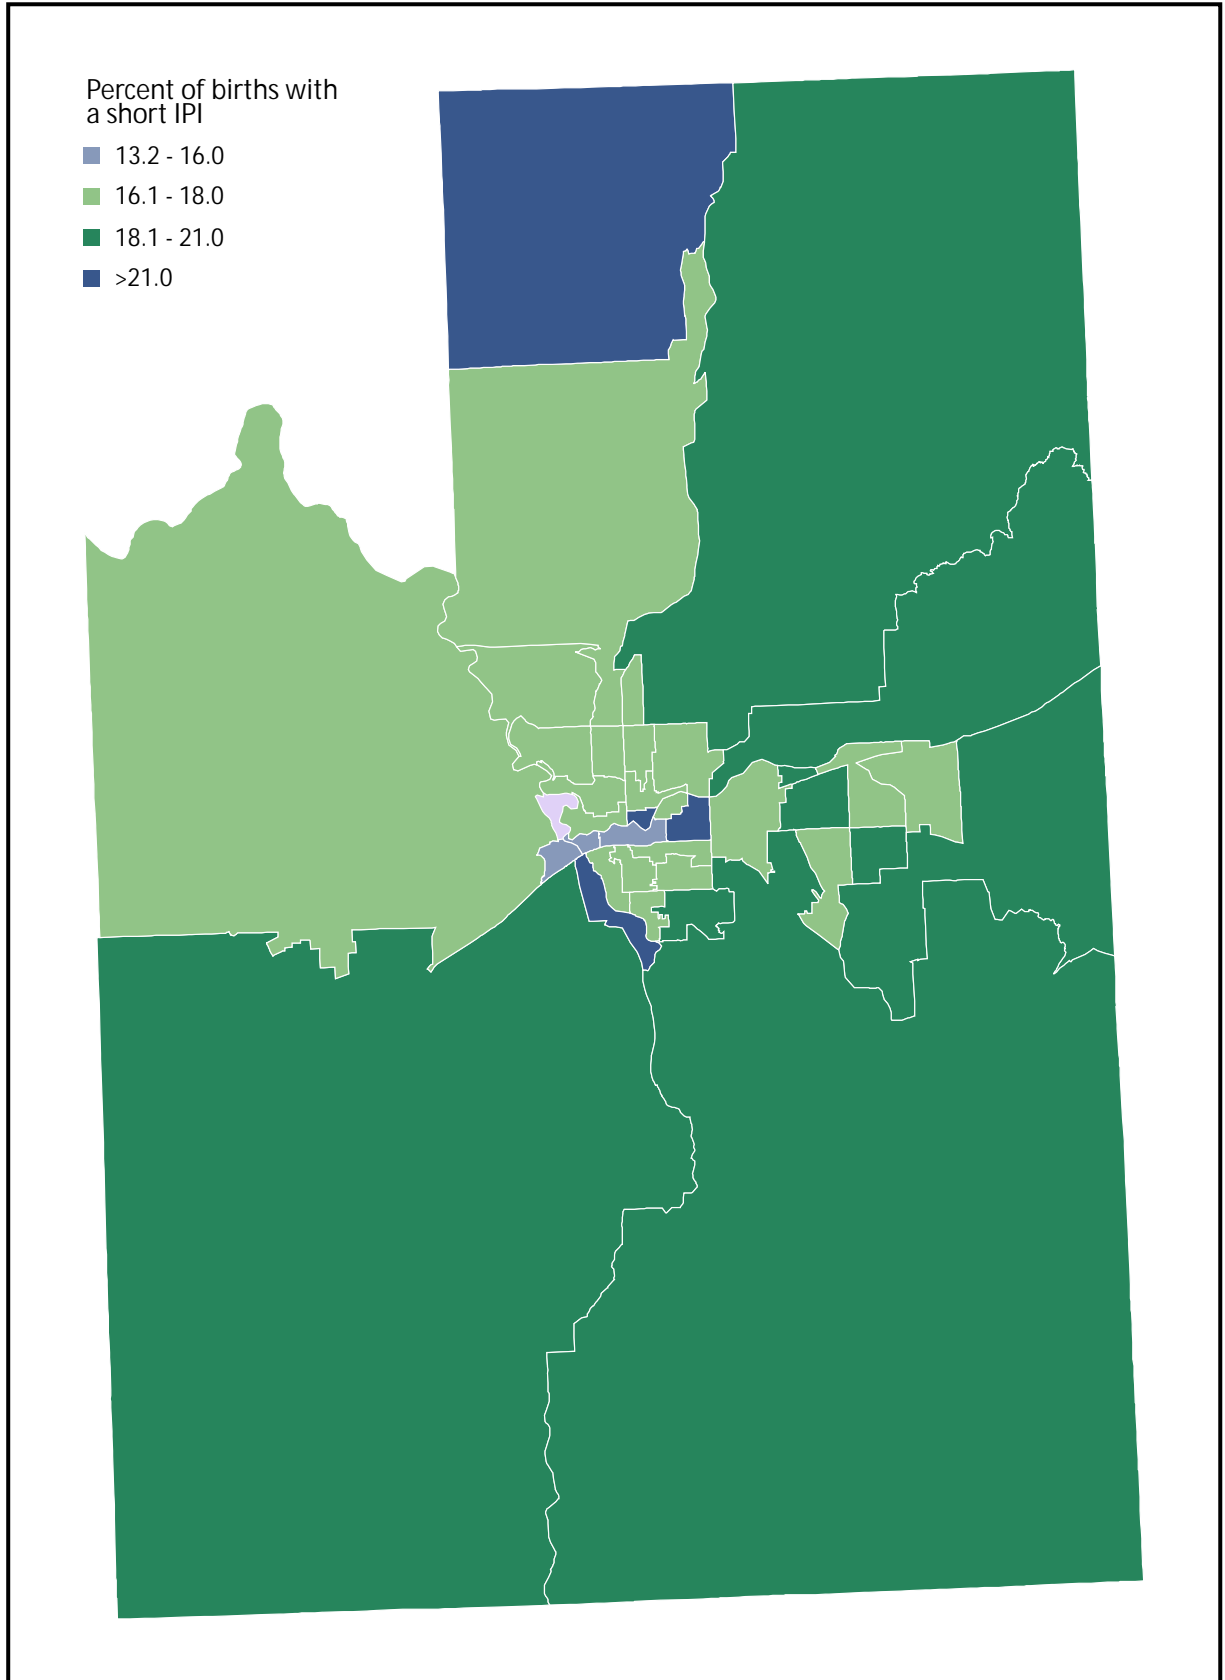 Percent of births with
a short IPI
13.2 - 16.0
16.1 - 18.0
18.1 - 21.0
>21.0